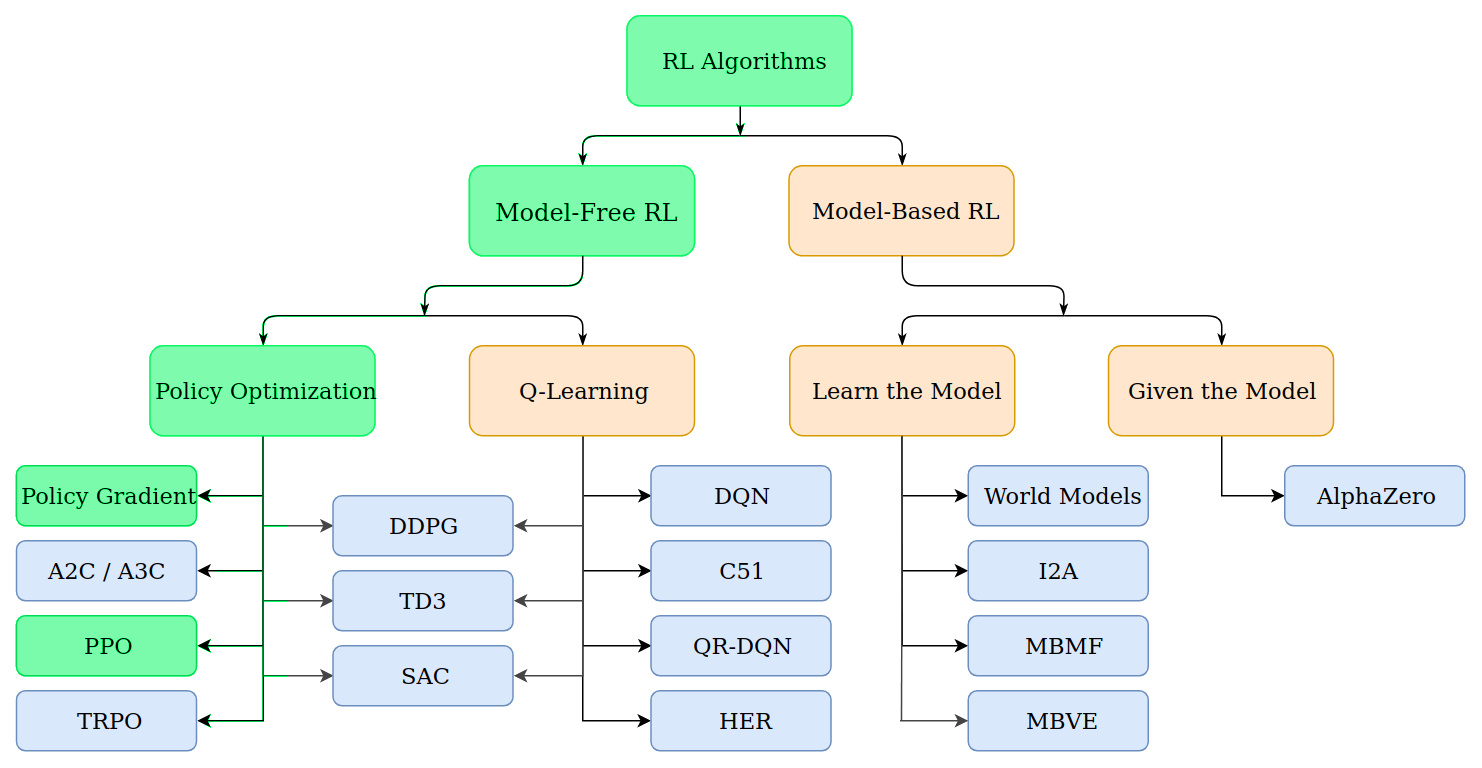 RL Algorithms
Model-Free RL
Model-Based RL
Policy Optimization
Q-Learning
Learn the Model
Given the Model
Policy Gradient
A2C / A3C
PPO
TRPO
DDPG
TD3
SAC
DQN
C51
QR-DQN
HER
World Models
I2A
MBMF
MBVE
AlphaZero